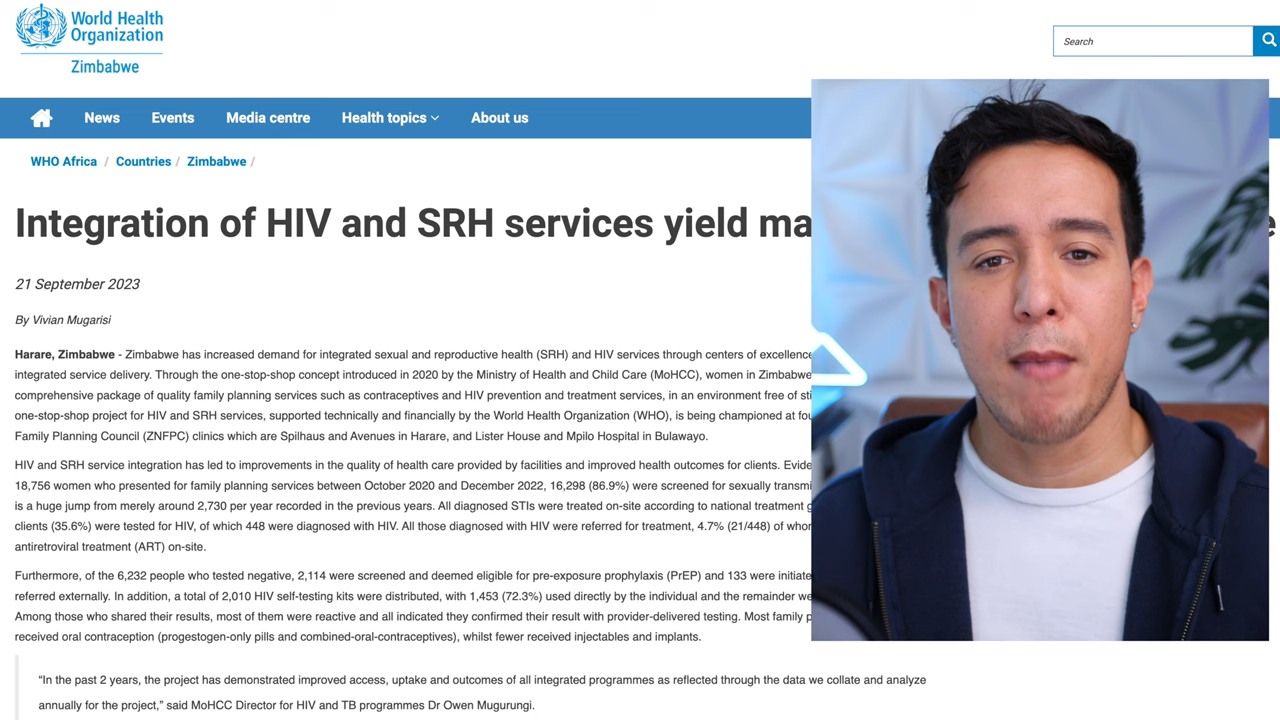 World Health
Organization
Zimbabwe
Search
News Events Media centre Health topics About us
WHO Africa / Countries / Zimbabwe /
Integration of HIV and SRH services yield ma
21 September 2023
By Vivian Mugarisi
Harare, Zimbabwe - Zimbabwe has increased demand for integrated sexual and reproductive health (SRH) and HIV services through centers of excellence
integrated service delivery. Through the one-stop-shop concept introduced in 2020 by the Ministry of Health and Child Care (MoHCC), women in Zimbabwe
comprehensive package of quality family planning services such as contraceptives and HIV prevention and treatment services, in an environment free of sti
one-stop-shop project for HIV and SRH services, supported technically and financially by the World Health Organization (WHO), is being championed at fou
Family Planning Council (ZNFPC) clinics which are Spilhaus and Avenues in Harare, and Lister House and Mpilo Hospital in Bulawayo.
HIV and SRH service integration has led to improvements in the quality of health care provided by facilities and improved health outcomes for clients. Evide
18,756 women who presented for family planning services between October 2020 and December 2022, 16,298 (86.9%) were screened for sexually transmi
is a huge jump from merely around 2,730 per year recorded in the previous years. All diagnosed STIs were treated on-site according to national treatment g
clients (35.6%) were tested for HIV, of which 448 were diagnosed with HIV. All those diagnosed with HIV were referred for treatment, 4.7% (21/448) of whom
antiretroviral treatment (ART) on-site.
Furthermore, of the 6,232 people who tested negative, 2,114 were screened and deemed eligible for pre-exposure prophylaxis (PrEP) and 133 were initiate
referred externally. In addition, a total of 2,010 HIV self-testing kits were distributed, with 1,453 (72.3%) used directly by the individual and the remainder we
Among those who shared their results, most of them were reactive and all indicated they confirmed their result with provider-delivered testing. Most family p
received oral contraception (progestogen-only pills and combined-oral-contraceptives), whilst fewer received injectables and implants.
“In the past 2 years, the project has demonstrated improved access, uptake and outcomes of all integrated programmes as reflected through the data we collate and analyze
annually for the project,” said MoHCC Director for HIV and TB programmes Dr Owen Mugurungi.